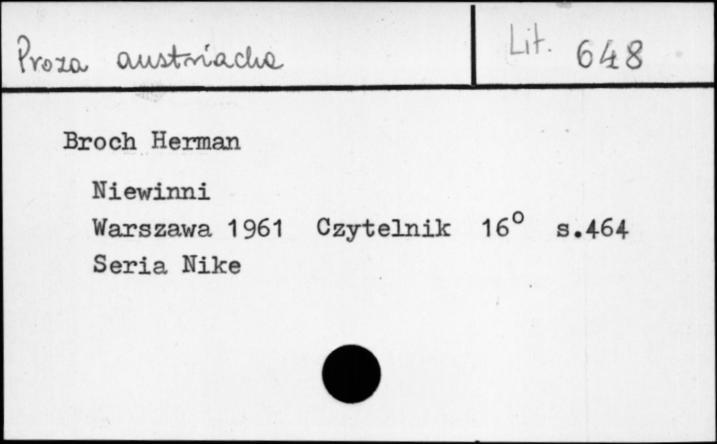 Proza austriacka
Lit. 648
Broch Herman
Niewinni
Warszawa 1961 Czytelnik 16° s.464
Seria Nike